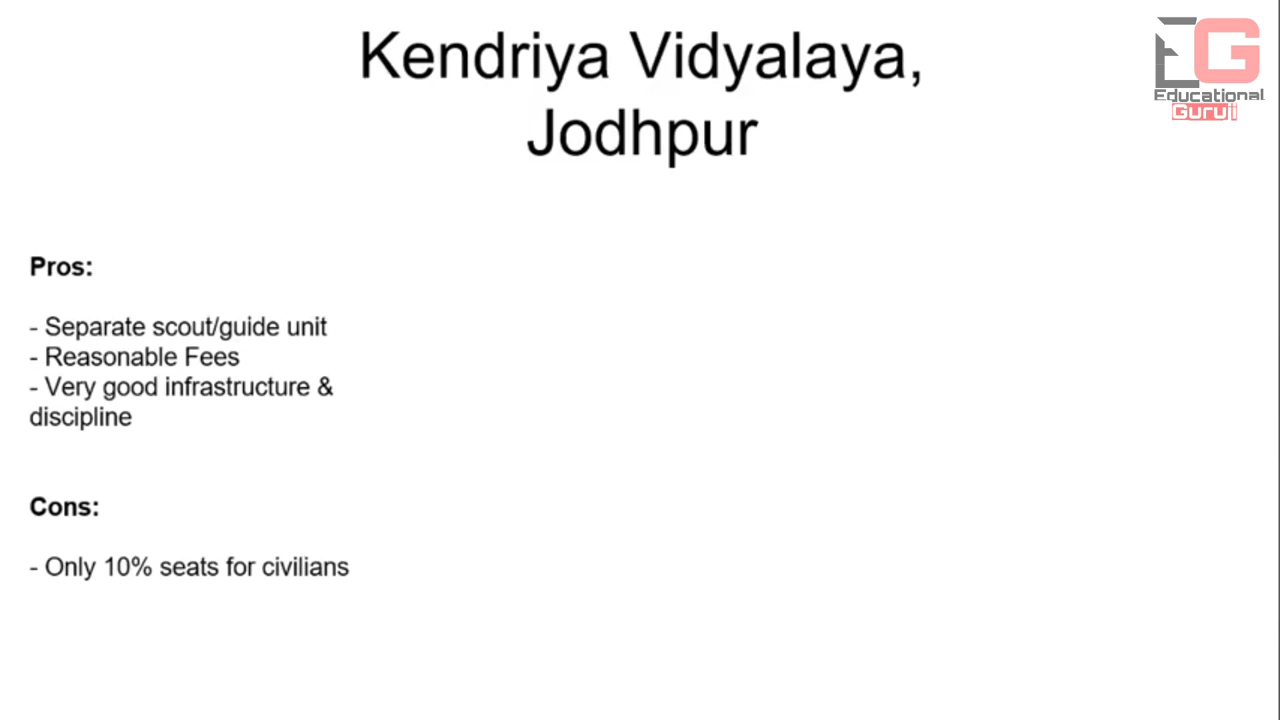 Kendriya Vidyalaya,
Jodhpur
EG
Educational
Guruji
Pros:
- Separate scout/guide unit
- Reasonable Fees
- Very good infrastructure &
discipline
Cons:
- Only 10% seats for civilians